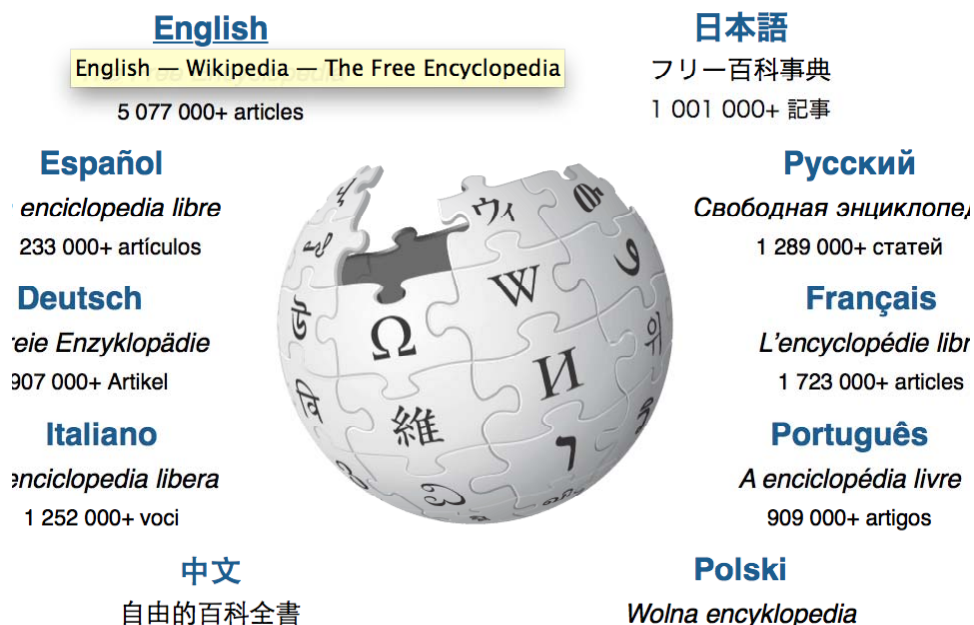 English
English — Wikipedia — The Free Encyclopedia
5 077 000+ articles
日本語
フリー百科事典
1 001 000+ 記事
Español
enciclopedia libre
233 000+ artículos
Русский
Свободная энциклопед
1 289 000+ статей
Deutsch
reie Enzyklopädie
907 000+ Artikel
Français
L'encyclopédie libr
1 723 000+ articles
Italiano
enciclopedia libera
1 252 000+ voci
Português
A enciclopédia livre
909 000+ artigos
中文
自由的百科全書
Polski
Wolna encyklopedia
ウィ
W
Ω
И
위
維
ר